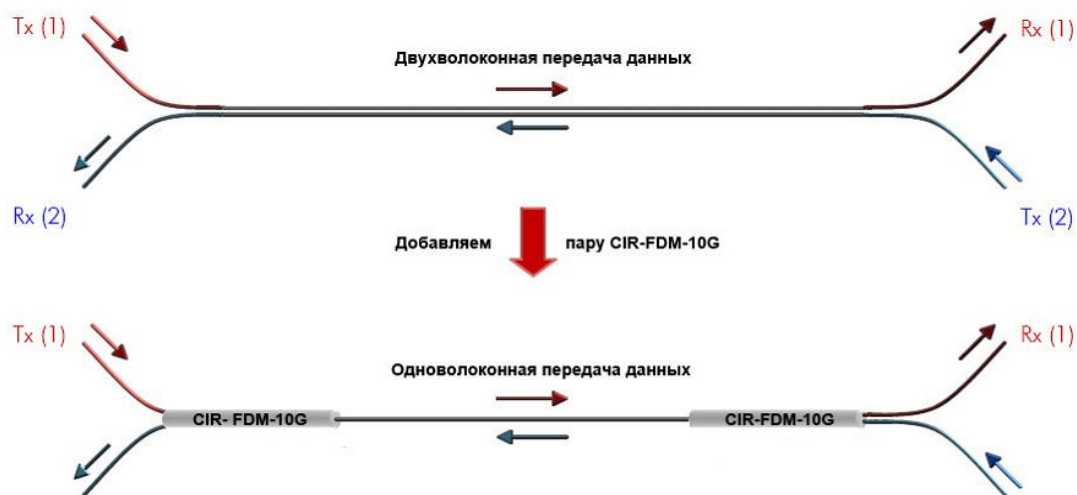 Tx (1)
Rx (1)
Двухволоконная передача данных
Rx (2)
Tx (2)
Добавляем пару CIR-FDM-10G
Tx (1)
Rx (1)
Одноволоконная передача данных
CIR- FDM-10G
CIR-FDM-10G